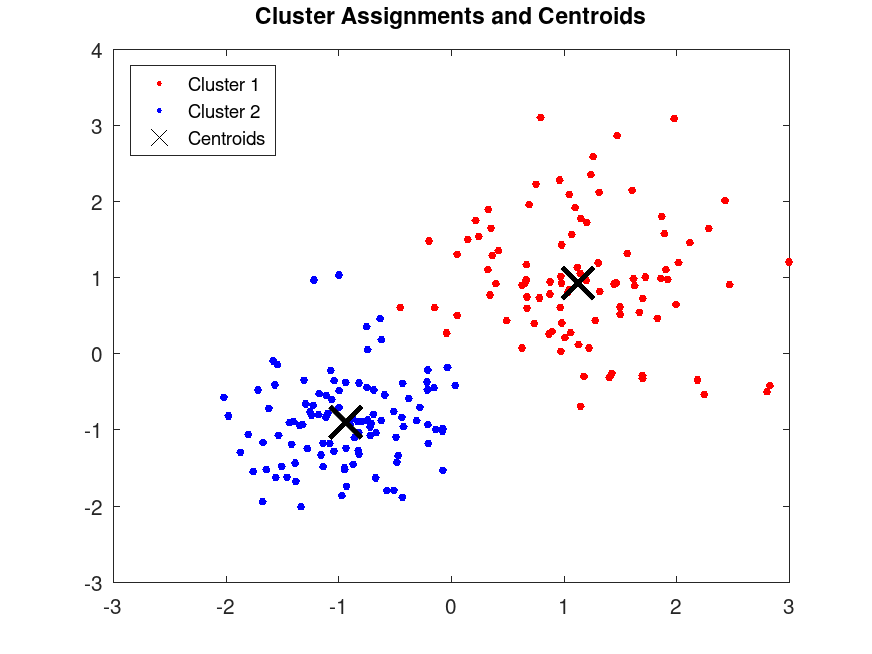 Cluster Assignments and Centroids
4
3
2
1
0
-1
-2
-3
Cluster 1
Cluster 2
Centroids
-3 -2 -1 0 1 2 3